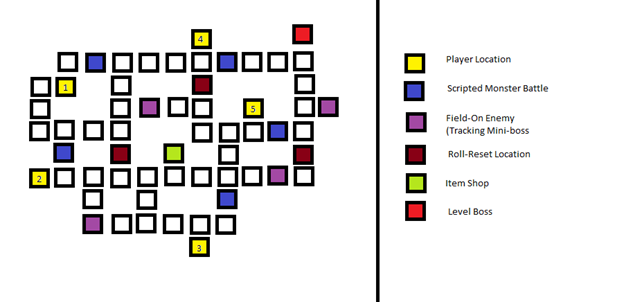 4
Player Location
1
Scripted Monster Battle
5
Field-On Enemy
(Tracking Mini-boss
Roll-Reset Location
2
Item Shop
Level Boss
3